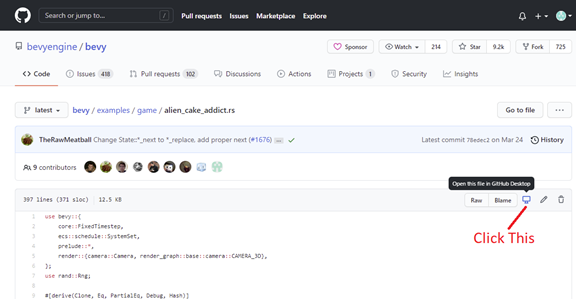 Search or jump to... /
Pull requests Issues Marketplace Explore
bevyengine / bevy
Sponsor Watch 214 Star 9.2k Fork 725
Code Issues 418 Pull requests 102 Discussions Actions Projects 1 Security Insights
latest bevy / examples / game / alien_cake_addict.rs Go to file ...
TheRawMeatball Change State::*_next to *_replace, add proper next (#1676) ... Latest commit 78edec2 on Mar 24 History
9 contributors
Open this file in GitHub Desktop
397 lines (371 sloc) 12.5 KB Raw Blame
Click This
1 use bevy::{
2 core::FixedTimestep,
3 ecs::schedule::SystemSet,
4 prelude::*,
5 render::{camera::Camera, render_graph::base::camera::CAMERA_3D},
6 };
7 use rand::Rng;
8
9 #[derive(Clone, Eq, PartialEq, Debug, Hash)]